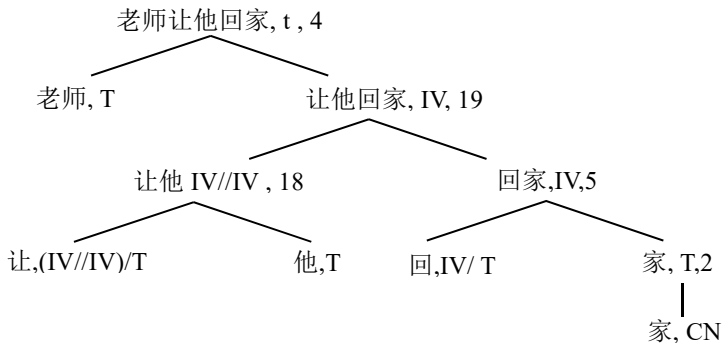 老师让他回家, t , 4
老师, T
让他回家, IV, 19
让他 IV//IV , 18
回家,IV,5
让,(IV//IV)/T
他,T
回,IV/ T
家, T,2
家, CN